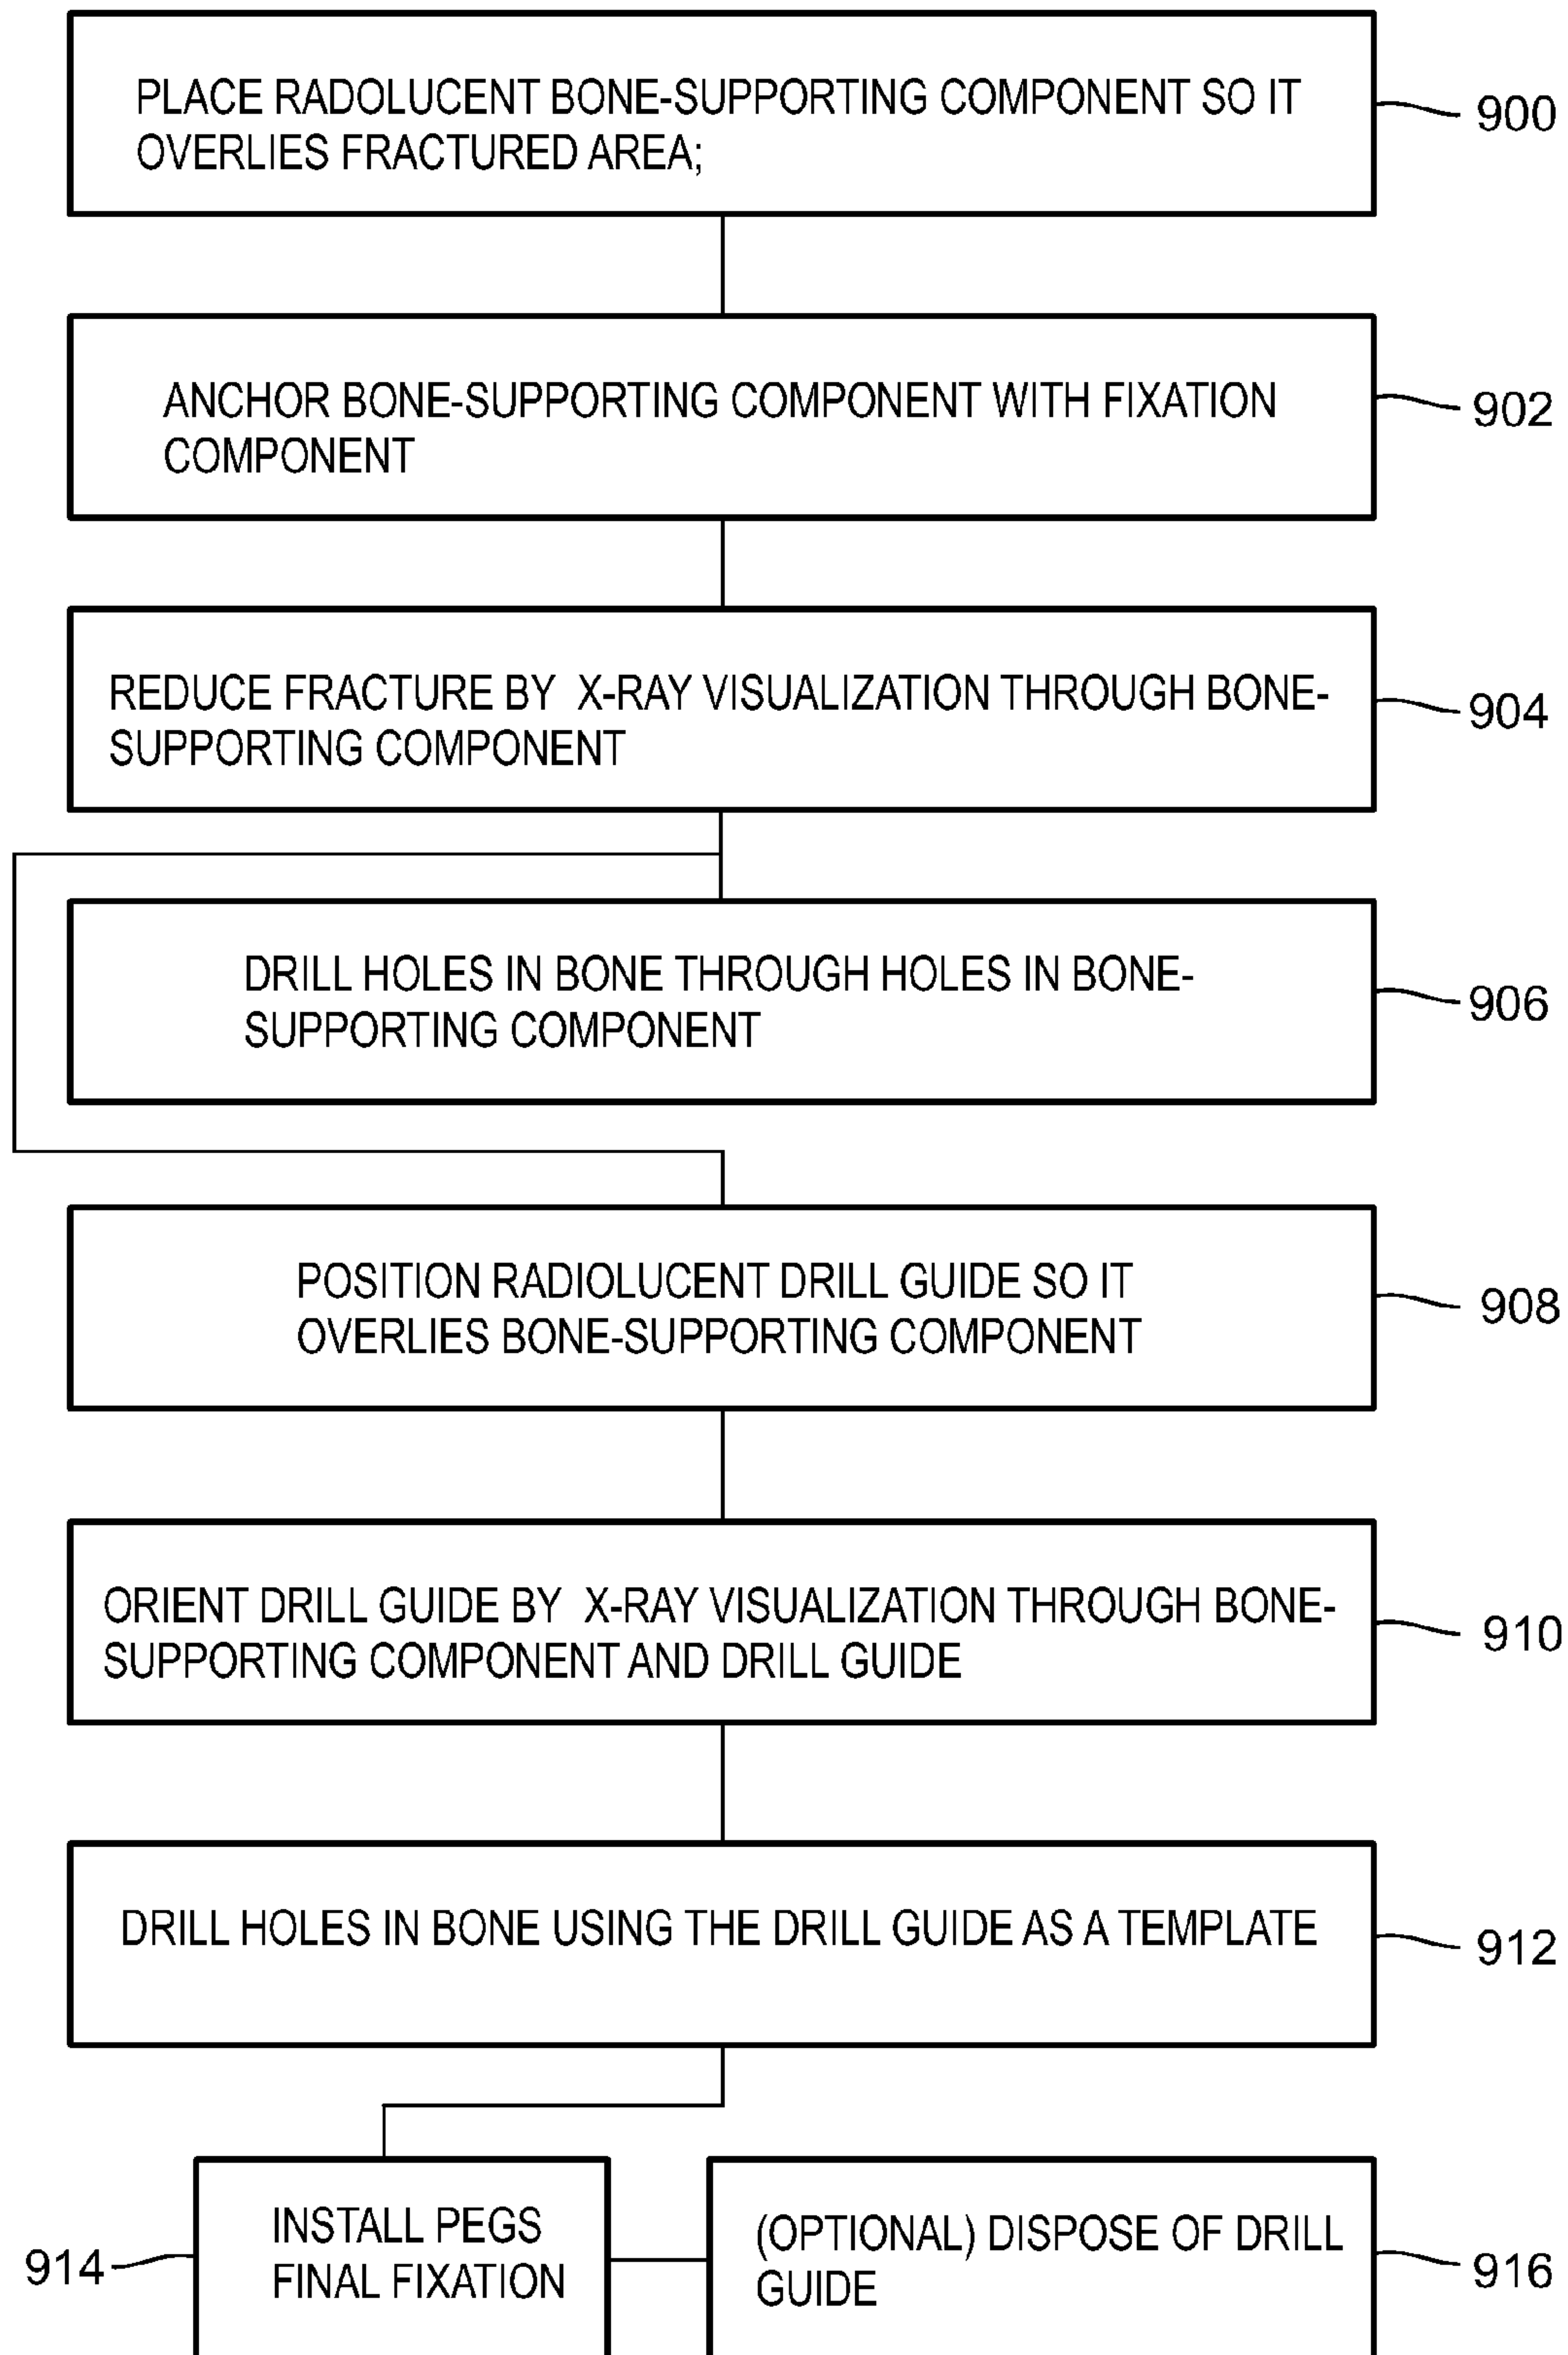 PLACE RADOLUCENT BONE-SUPPORTING COMPONENT SO IT
OVERLIES FRACTURED AREA;
900
ANCHOR BONE-SUPPORTING COMPONENT WITH FIXATION
COMPONENT
902
REDUCE FRACTURE BY X-RAY VISUALIZATION THROUGH BONE-
SUPPORTING COMPONENT
904
DRILL HOLES IN BONE THROUGH HOLES IN BONE-
SUPPORTING COMPONENT
906
POSITION RADIOLUCENT DRILL GUIDE SO IT
OVERLIES BONE-SUPPORTING COMPONENT
908
ORIENT DRILL GUIDE BY X-RAY VISUALIZATION THROUGH BONE-
SUPPORTING COMPONENT AND DRILL GUIDE
910
DRILL HOLES IN BONE USING THE DRILL GUIDE AS A TEMPLATE
912
914
INSTALL PEGS
FINAL FIXATION
(OPTIONAL) DISPOSE OF DRILL
GUIDE
916